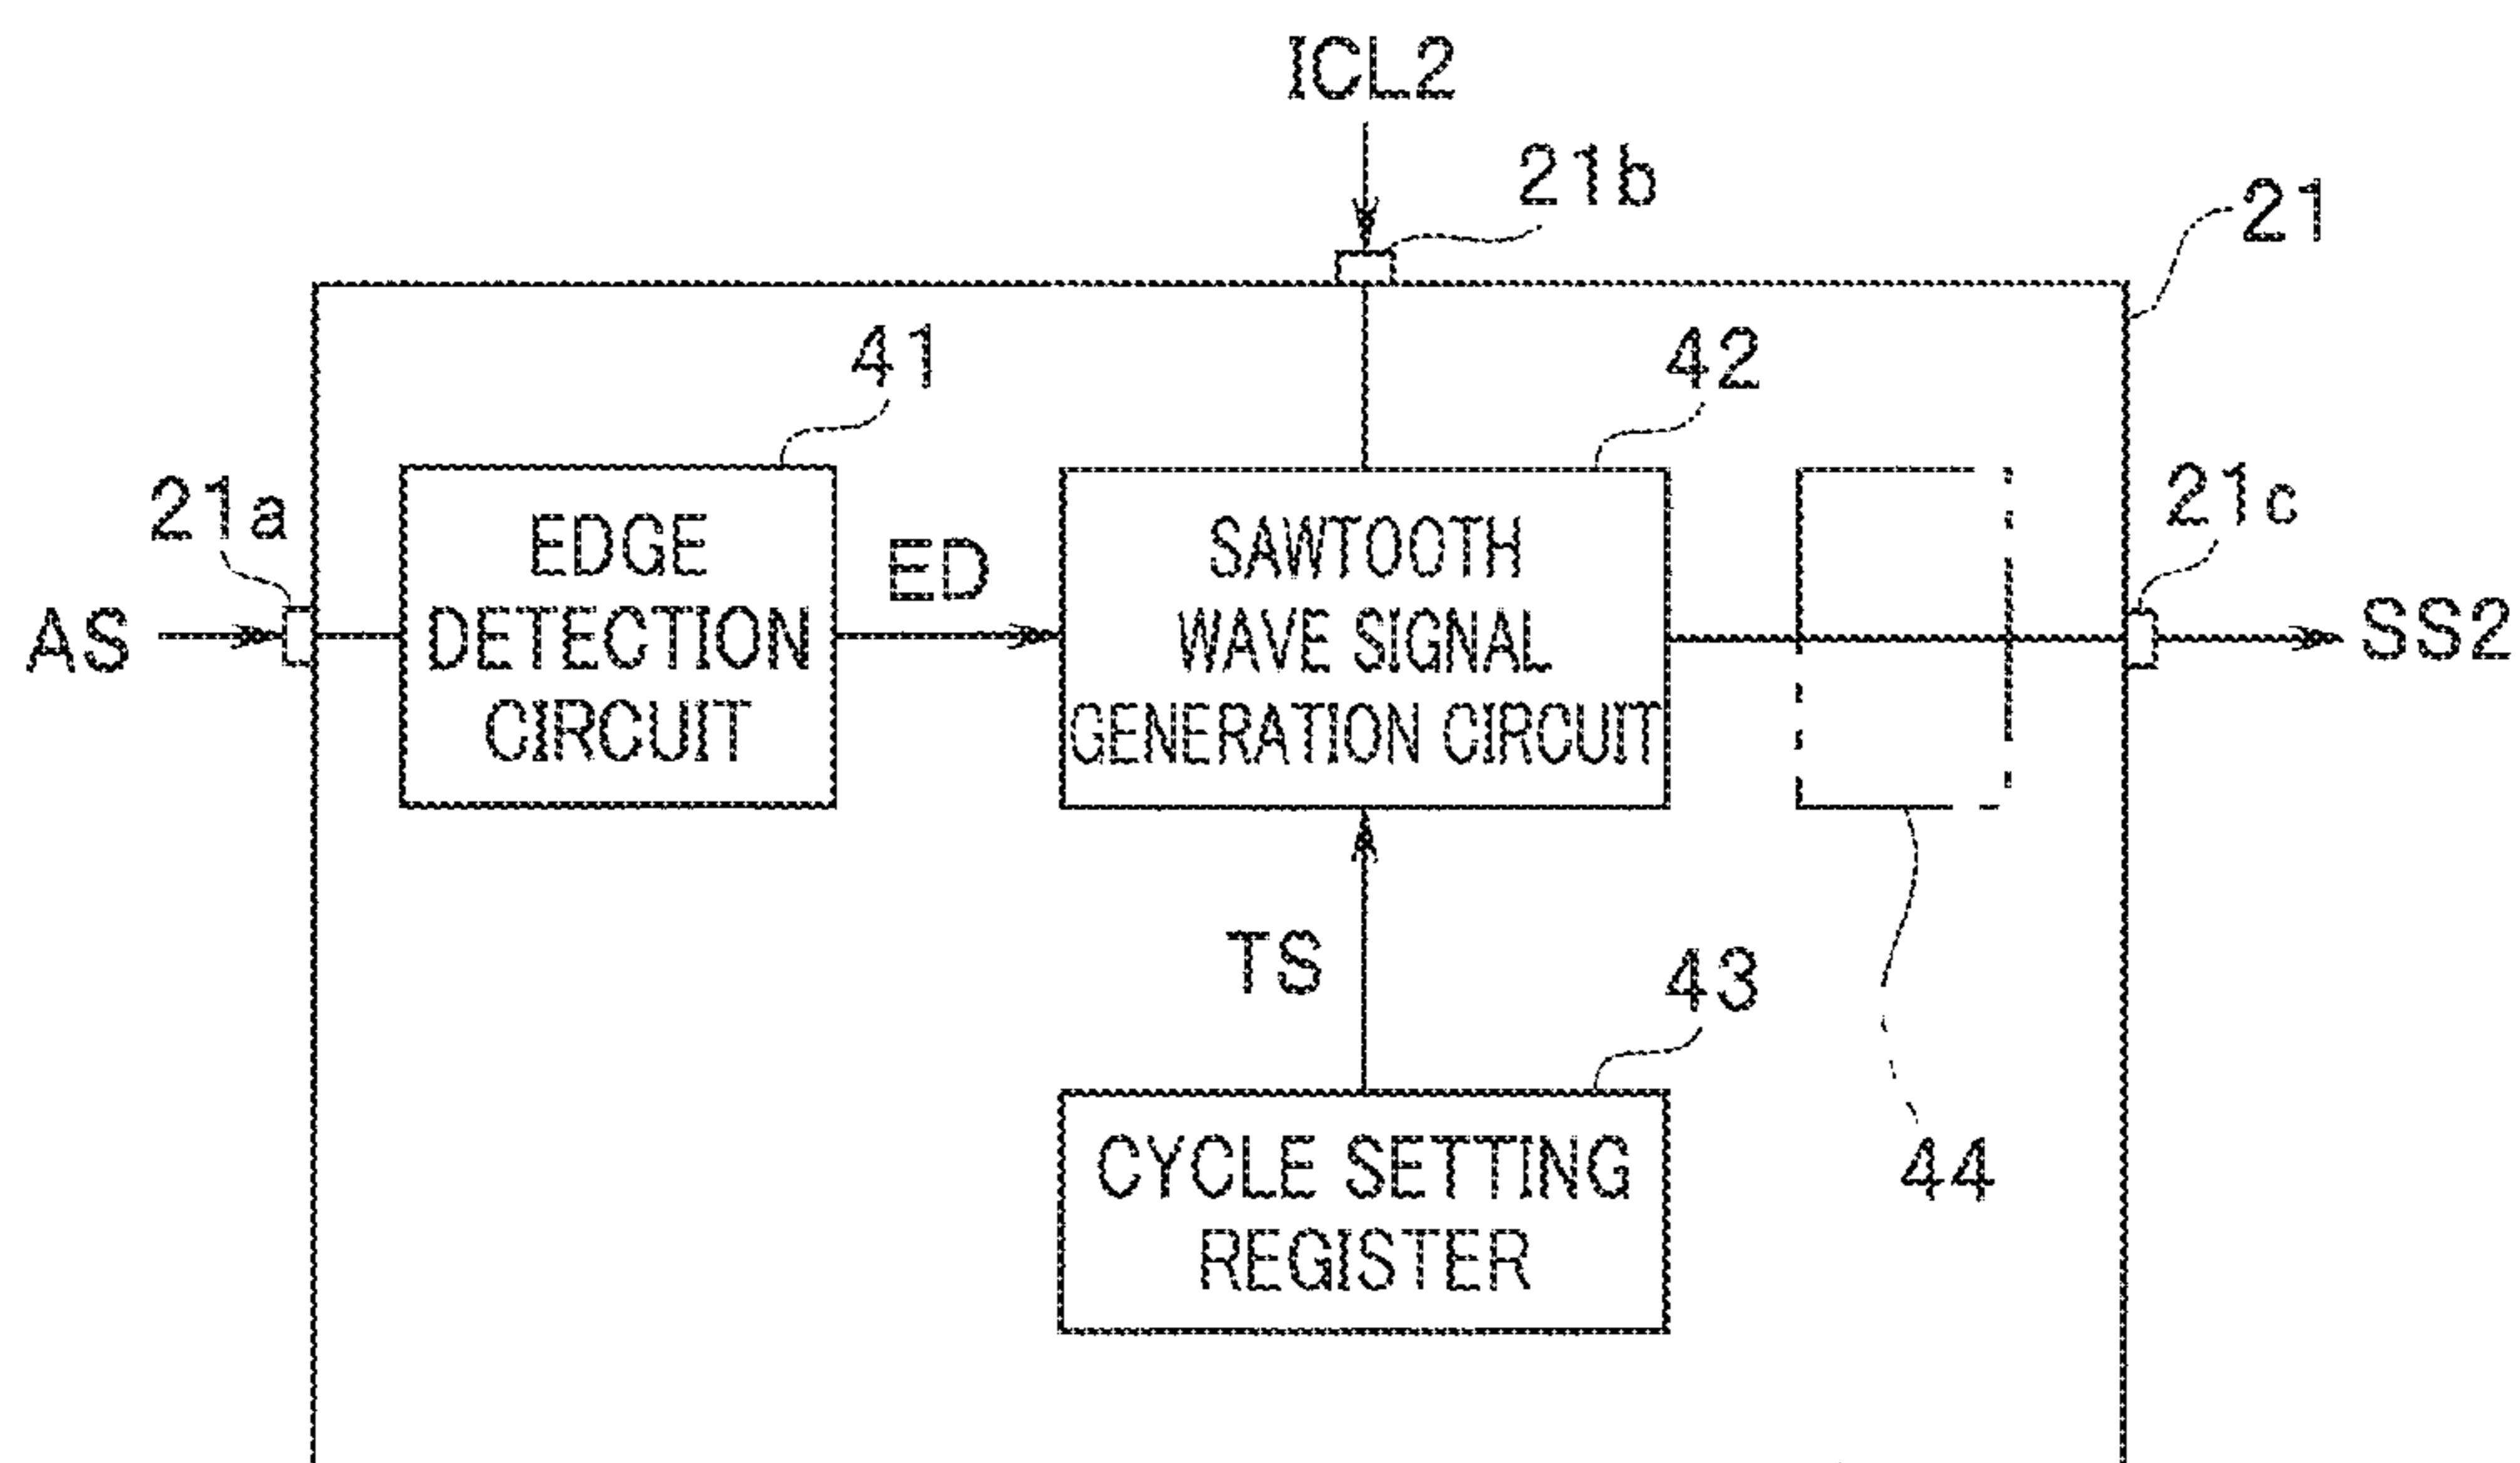 ICL2
21b
21
41
42
21a
21c
EDGE
DETECTION
CIRCUIT
ED
SAWTOOTH
WAVE SIGNAL
GENERATION CIRCUIT
AS
SS2
TS
43
CYCLE SETTING
REGISTER
44